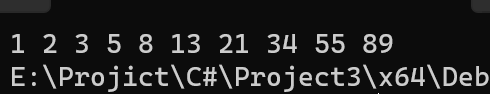 1 2 3 5 8 13 21 34 55 89
E:\Projict\C#\Project3\x64\Deb